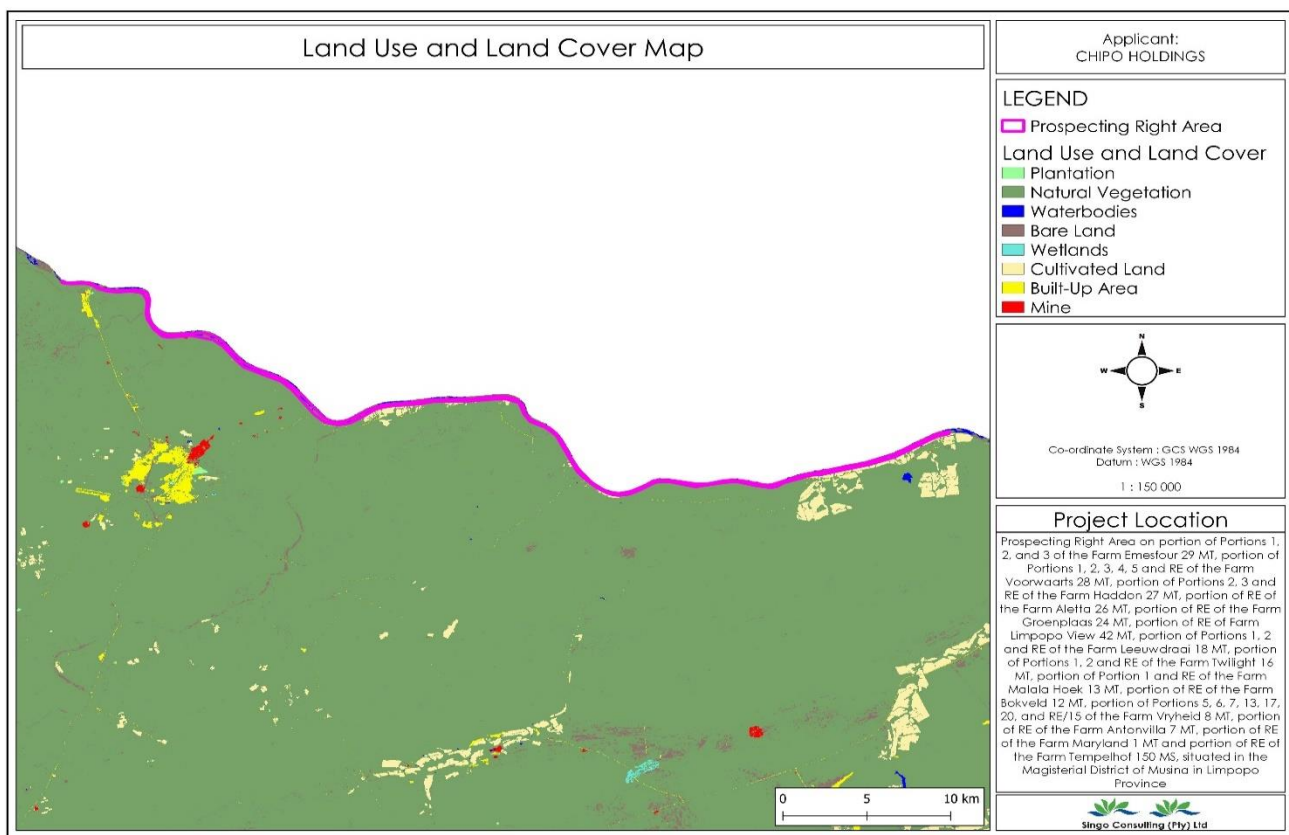 Land Use and Land Cover Map
Applicant:
CHIPO HOLDINGS
LEGEND
Prospecting Right Area
Land Use and Land Cover
Plantation
Natural Vegetation
Waterbodies
Bare Land
Wetlands
Cultivated Land
Built-Up Area
Mine
N
W E
S
Co-ordinate System : GCS WGS 1984
Datum : WGS 1984
1 : 150 000
Project Location
Prospecting Right Area on portion of Portions 1,
2, and 3 of the Farm Emesfour 29 MT, portion of
Portions 1, 2, 3, 4, 5 and RE of the Farm
Voorwaarts 28 MT, portion of Portions 2, 3 and
RE of the Farm Haddon 27 MT, portion of RE of
the Farm Aletta 26 MT, portion of RE of the Farm
Groenplaas 24 MT, portion of RE of Farm
Limpopo View 42 MT, portion of Portions 1, 2
and RE of the Farm Leeuwdraai 18 MT, portion
of Portions 1, 2 and RE of the Farm Twilight 16
MT, portion of Portion 1 and RE of the Farm
Malala Hoek 13 MT, portion of RE of the Farm
Bokveld 12 MT, portion of Portions 5, 6, 7, 13, 17,
20, and RE/15 of the Farm Vryheid 8 MT, portion
of RE of the Farm Antonvilla 7 MT, portion of RE
of the Farm Maryland 1 MT and portion of RE of
the Farm Tempelhof 150 MS, situated in the
Magisterial District of Musina in Limpopo
Province
0 5 10 km
Singo Consulting (Pty) Ltd